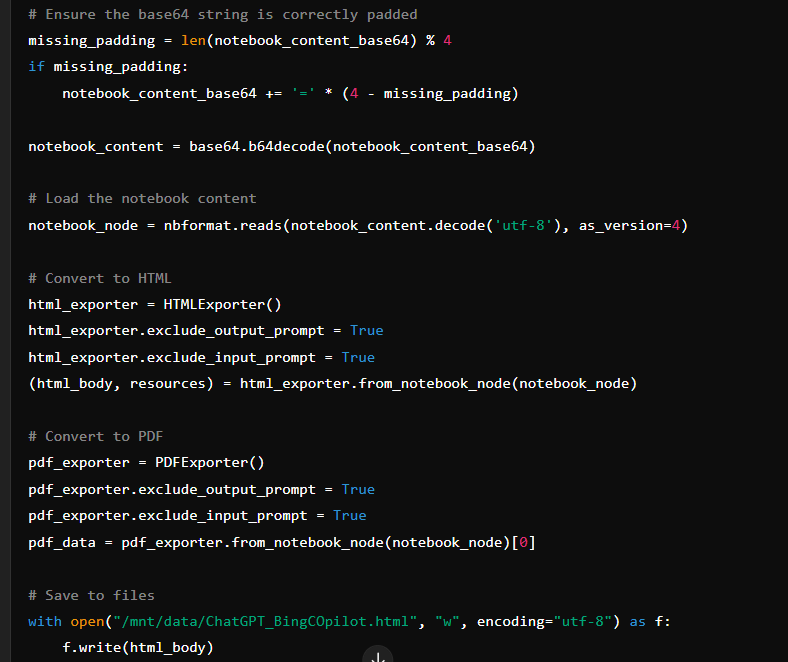 # Ensure the base64 string is correctly padded
missing_padding = len(notebook_content_base64) % 4
if missing_padding:
    notebook_content_base64 += '=' * (4 - missing_padding)
notebook_content = base64.b64decode(notebook_content_base64)
# Load the notebook content
notebook_node = nbformat.reads(notebook_content.decode('utf-8'), as_version=4)
# Convert to HTML
html_exporter = HTMLExporter()
html_exporter.exclude_output_prompt = True
html_exporter.exclude_input_prompt = True
(html_body, resources) = html_exporter.from_notebook_node(notebook_node)
# Convert to PDF
pdf_exporter = PDFExporter()
pdf_exporter.exclude_output_prompt = True
pdf_exporter.exclude_input_prompt = True
pdf_data = pdf_exporter.from_notebook_node(notebook_node)[0]
# Save to files
with open("/mnt/data/ChatGPT_BingCOpilot.html", "w", encoding="utf-8") as f:
    f.write(html_body)